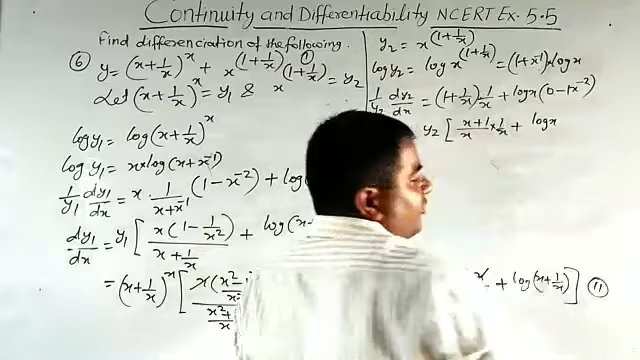 Continuity and Differentiability NCERT Ex. 5.5
Find differenciation of the following.
⑥ y = (x+1/x)^x + x^(1+1/x) ①
Let (x+1/x)^x = y₁ & x^(1+1/x) = y₂
log y₁ = log(x+1/x)^x
log y₁ = x × log(x+x⁻¹)
1/y₁ dy₁/dx = x · 1/(x+x⁻¹) (1-x⁻²) + log
dy₁/dx = y₁ [ x(1-1/x²)/(x+1/x) + log(x
= (x+1/x)^x [ x(x²-
x²+
+ log(x+1/x) ] ⑪
y₂ = x^(1+1/x)
log y₂ = log x^(1+1/x) = (1+x⁻¹) × log x
1/y₂ dy₂/dx = (1+1/x) 1/x + log x (0-1x⁻²)
y₂ [ x+1/x × 1/x + log x